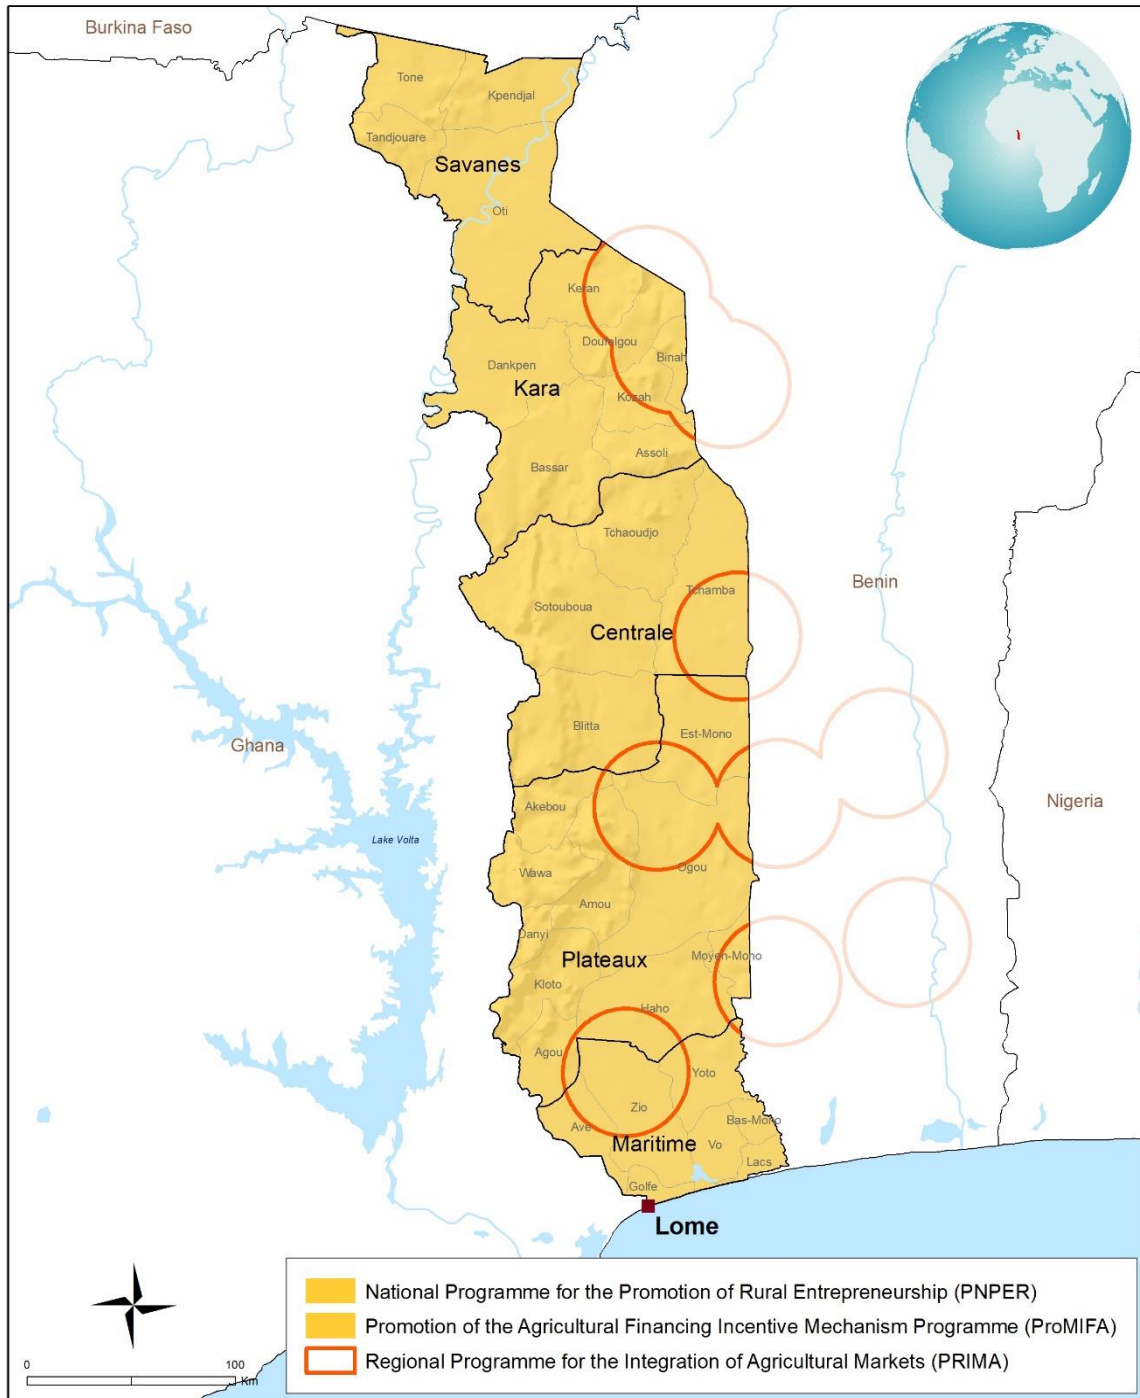 Burkina Faso
Tone
Kpendjal
Tandjouare
Savanes
Oti
Keran
Doufelgou
Binah
Dankpen
Kara
Kozah
Assoli
Bassar
Tchaoudjo
Benin
Tchamba
Sotouboua
Centrale
Blitta
Est-Mono
Ghana
Nigeria
Akebou
Lake Volta
Ogou
Wawa
Amou
Danyi
Plateaux
Moyen-Mono
Kloto
Haho
Agou
Yoto
Zio
Ave
Bas-Mono
Maritime
Vo
Lacs
Golfe
Lome
National Programme for the Promotion of Rural Entrepreneurship (PNPER)
Promotion of the Agricultural Financing Incentive Mechanism Programme (ProMIFA)
Regional Programme for the Integration of Agricultural Markets (PRIMA)
0 100
Km